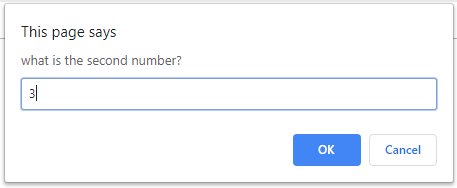 This page says
what is the second number?
3
OK Cancel